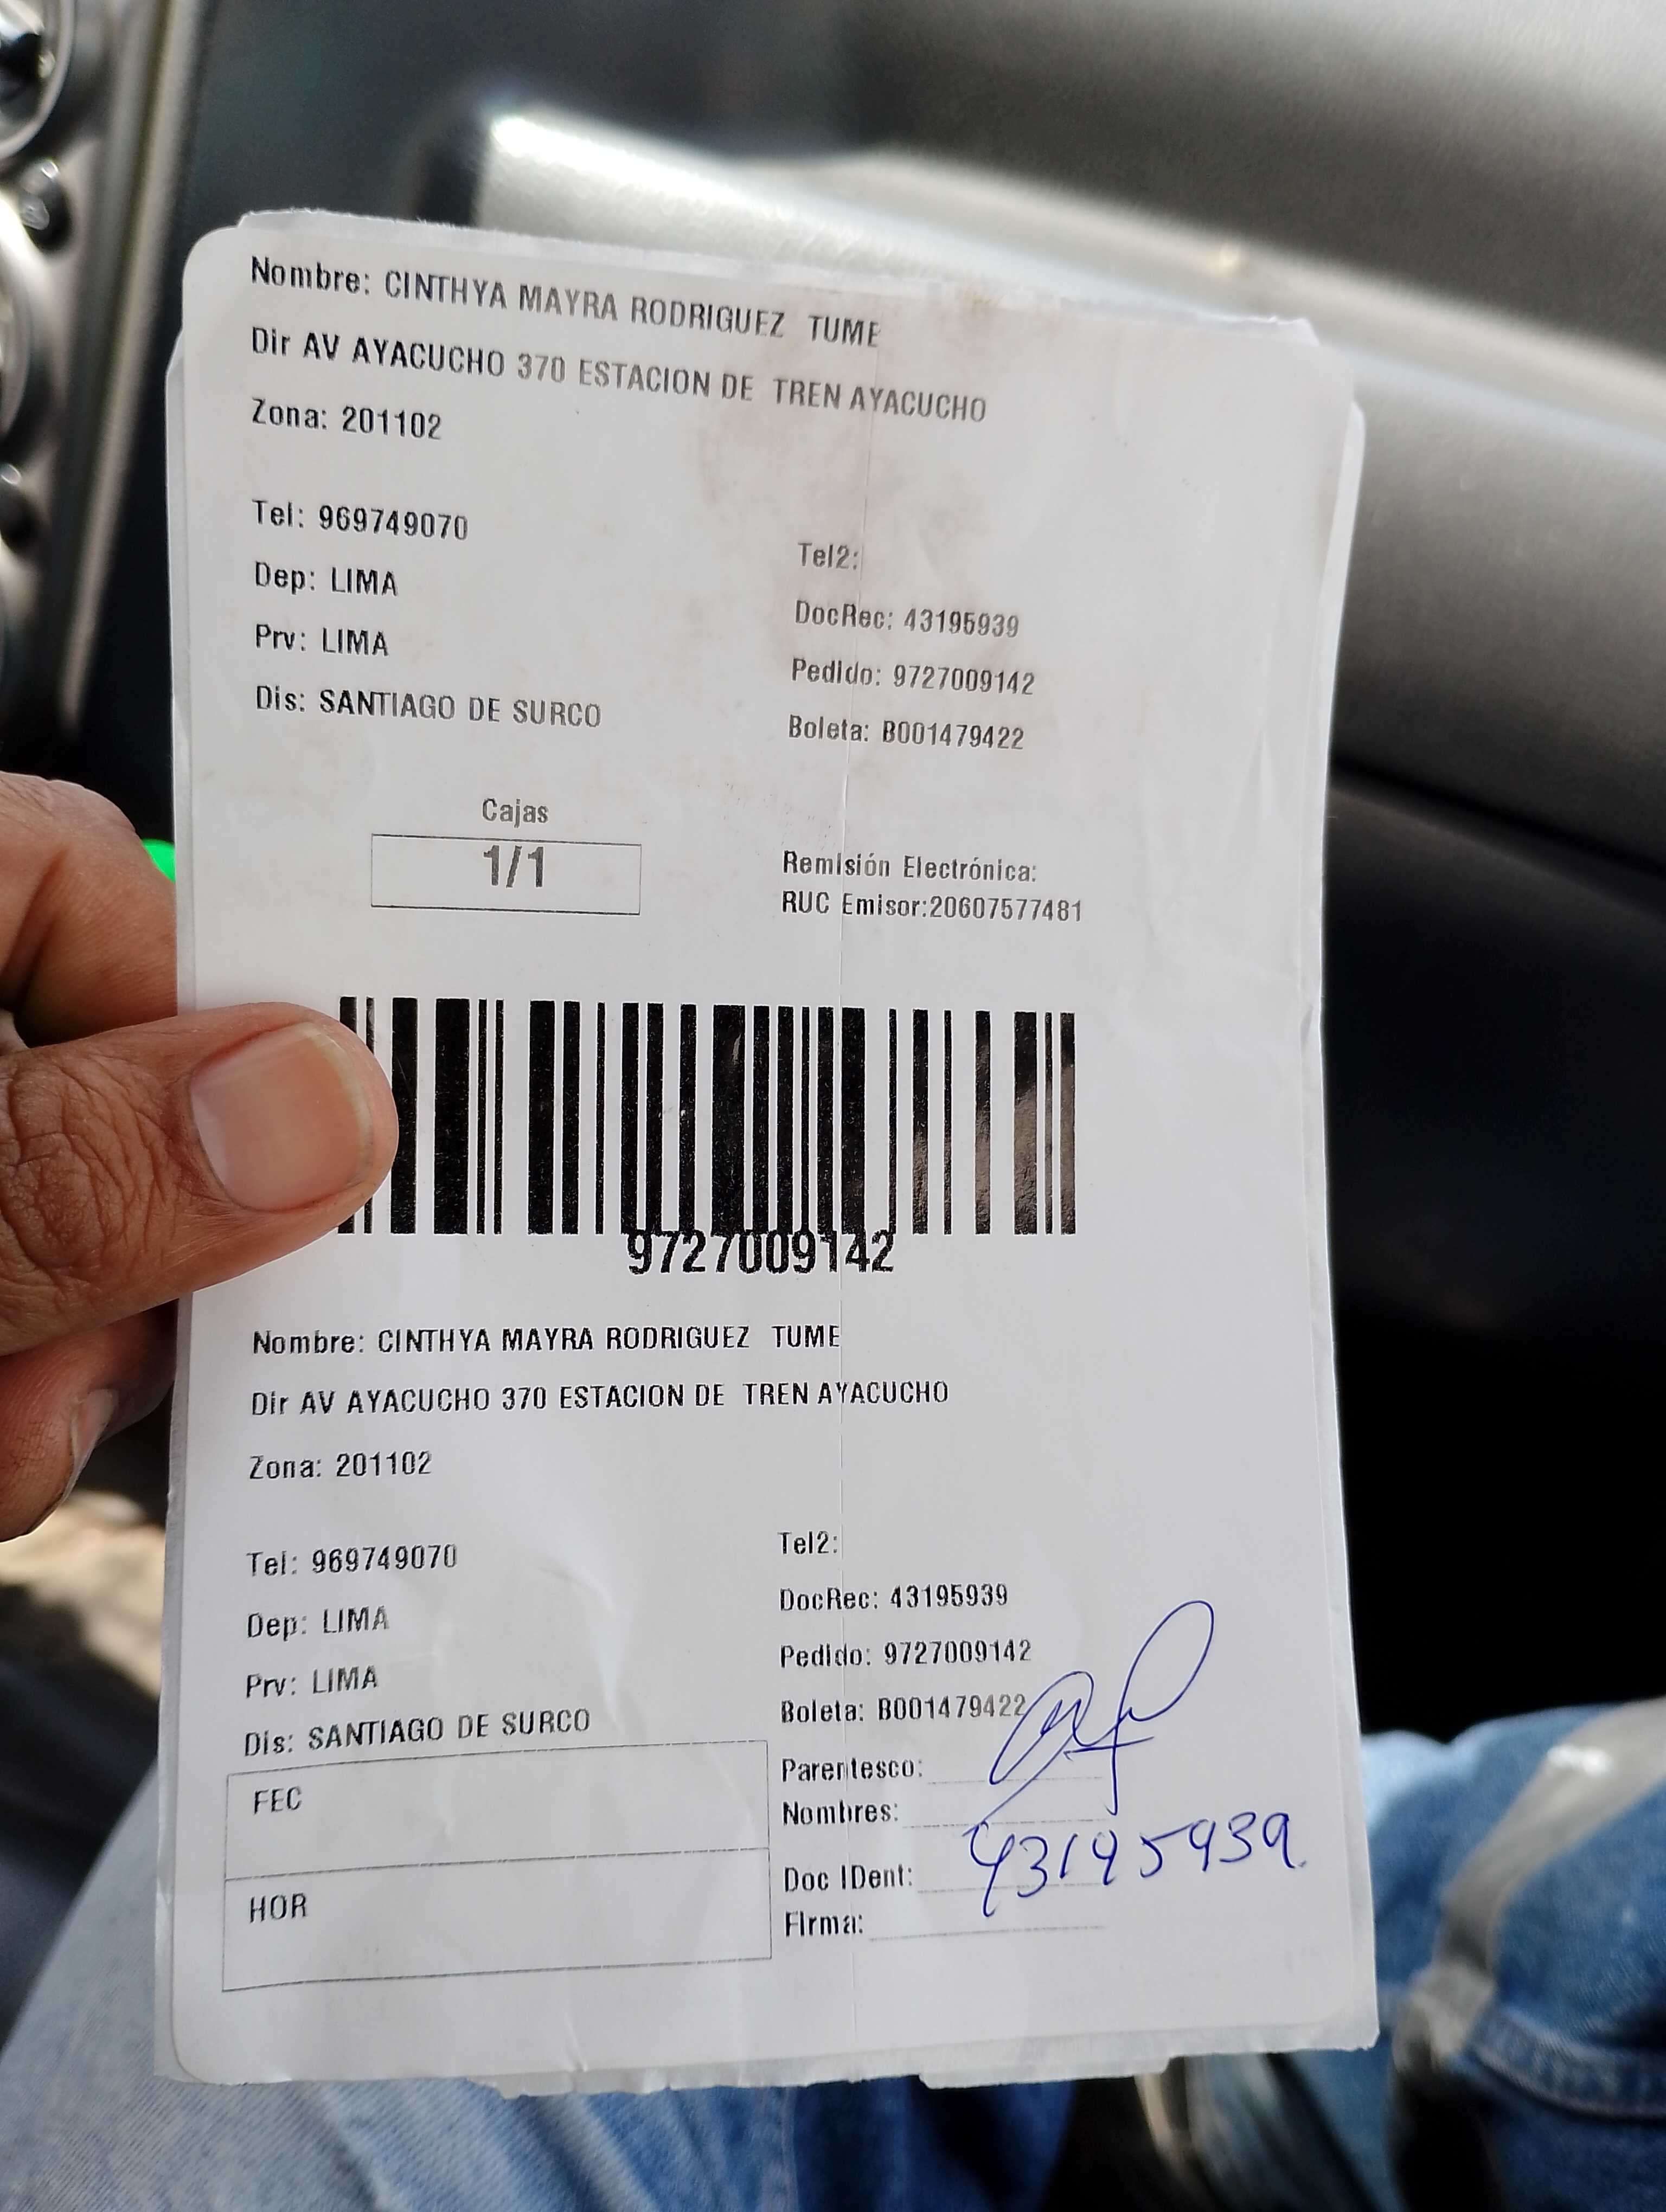 Nombre: CINTHYA MAYRA RODRIGUEZ TUME
Dir AV AYACUCHO 370 ESTACION DE TREN AYACUCHO
Zona: 201102
Tel: 969749070
Tel2:
Dep: LIMA
DocRec: 43195939
Prv: LIMA
Pedido: 9727009142
Dis: SANTIAGO DE SURCO
Boleta: B001479422
Cajas
1/1
Remisión Electrónica:
RUC Emisor:20607577481
9727009142
Nombre: CINTHYA MAYRA RODRIGUEZ TUME
Dir AV AYACUCHO 370 ESTACION DE TREN AYACUCHO
Zona: 201102
Tel: 969749070
Tel2:
Dep: LIMA
DocRec: 43195939
Prv: LIMA
Pedido: 9727009142
Dis: SANTIAGO DE SURCO
Boleta: B001479422
FEC
Parentesco:
Nombres:
HOR
Doc IDent: 43195939
Firma: